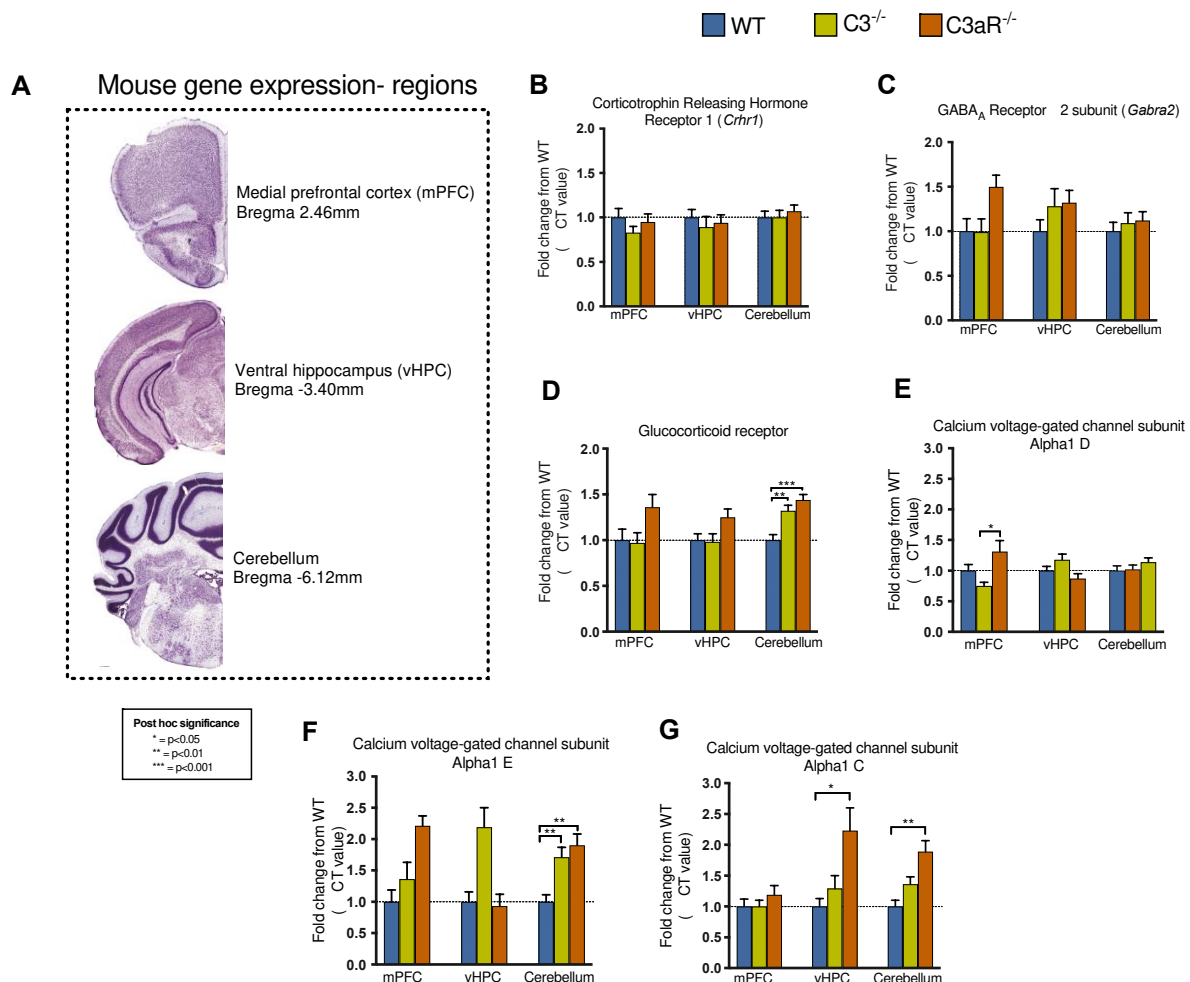 WT C3-/- C3aR-/-
A
Mouse gene expression- regions
Medial prefrontal cortex (mPFC)
Bregma 2.46mm
Ventral hippocampus (vHPC)
Bregma -3.40mm
Cerebellum
Bregma -6.12mm
Post hoc significance
* = p<0.05
** = p<0.01
*** = p<0.001
B
Corticotrophin Releasing Hormone
Receptor 1 (Crhr1)
Fold change from WT
( CT value)
2.0
1.5
1.0
0.5
0.0
mPFC vHPC Cerebellum
C
GABAA Receptor 2 subunit (Gabra2)
Fold change from WT
( CT value)
2.0
1.5
1.0
0.5
0.0
mPFC vHPC Cerebellum
D
Glucocorticoid receptor
Fold change from WT
( CT value)
2.0
1.5
1.0
0.5
0.0
***
**
mPFC vHPC Cerebellum
E
Calcium voltage-gated channel subunit
Alpha1 D
Fold change from WT
( CT value)
3.0
2.5
2.0
1.5
1.0
0.5
0.0
*
mPFC vHPC Cerebellum
F
Calcium voltage-gated channel subunit
Alpha1 E
Fold change from WT
( CT value)
3.0
2.5
2.0
1.5
1.0
0.5
0.0
**
**
mPFC vHPC Cerebellum
G
Calcium voltage-gated channel subunit
Alpha1 C
Fold change from WT
( CT value)
3.0
2.5
2.0
1.5
1.0
0.5
0.0
*
**
mPFC vHPC Cerebellum